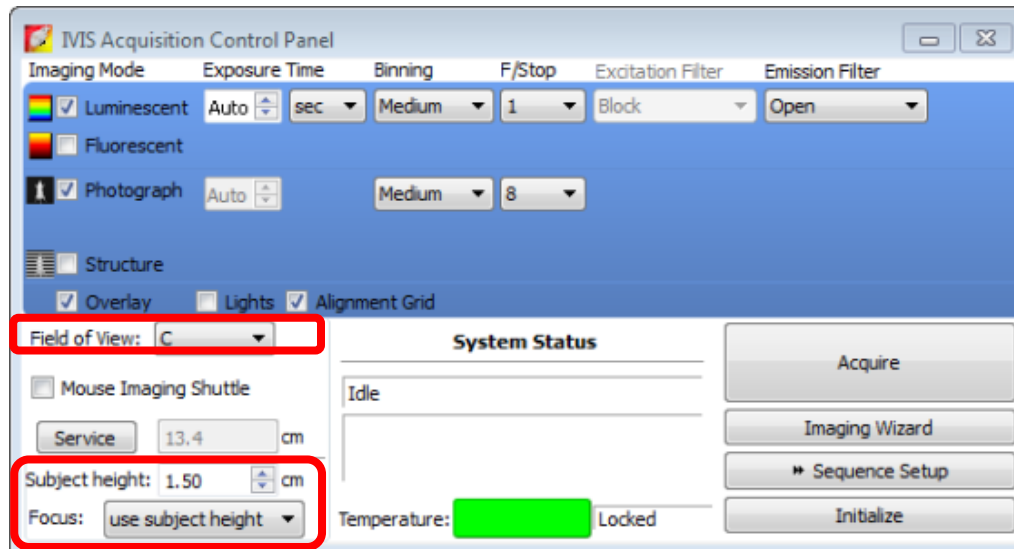 IVIS Acquisition Control Panel
Imaging Mode Exposure Time Binning F/Stop Excitation Filter Emission Filter
Luminescent Auto sec Medium 1 Block Open
Fluorescent
Photograph Auto Medium 8
Structure
Overlay Lights Alignment Grid
Field of View: C
System Status
Acquire
Mouse Imaging Shuttle
Idle
Service 13.4 cm
Imaging Wizard
Subject height: 1.50 cm
Sequence Setup
Focus: use subject height
Temperature: Locked
Initialize